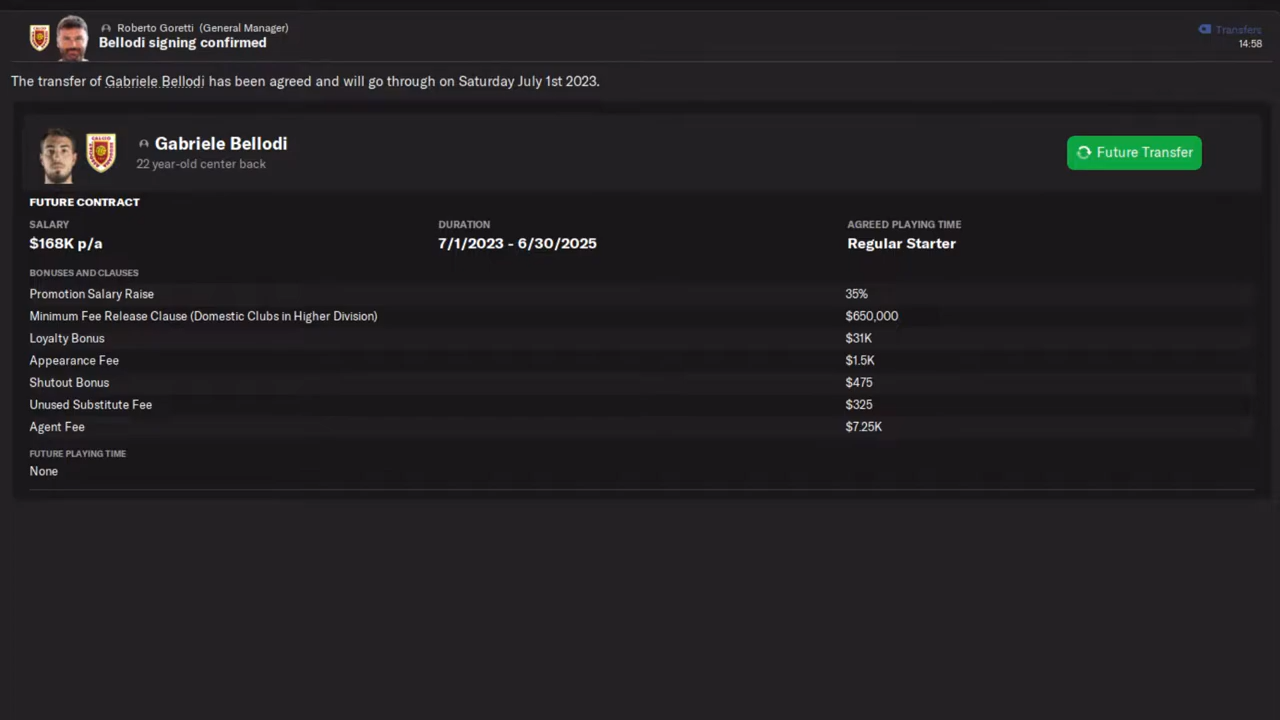 Roberto Goretti (General Manager)
Bellodi signing confirmed
Transfers
14:58
The transfer of Gabriele Bellodi has been agreed and will go through on Saturday July 1st 2023.
Gabriele Bellodi
22 year-old center back
Future Transfer
FUTURE CONTRACT
SALARY DURATION AGREED PLAYING TIME
$168K p/a 7/1/2023 - 6/30/2025 Regular Starter
BONUSES AND CLAUSES
Promotion Salary Raise 35%
Minimum Fee Release Clause (Domestic Clubs in Higher Division) $650,000
Loyalty Bonus $31K
Appearance Fee $1.5K
Shutout Bonus $475
Unused Substitute Fee $325
Agent Fee $7.25K
FUTURE PLAYING TIME
None